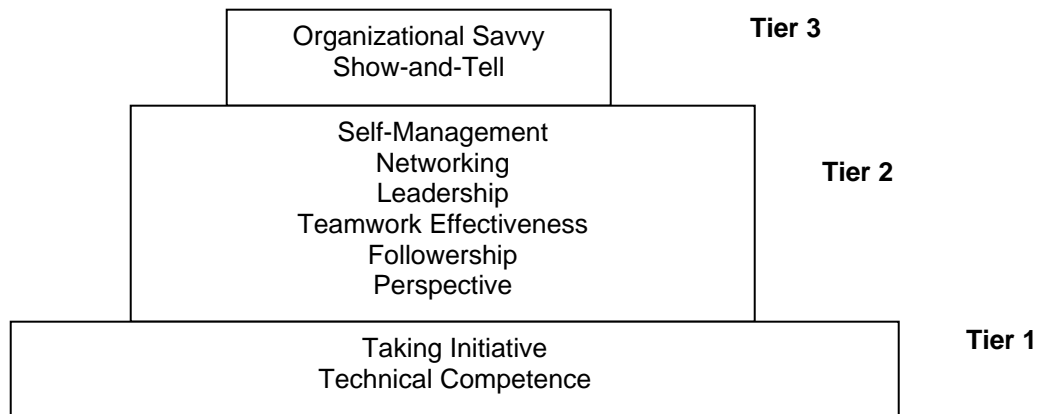 Organizational Savvy
Show-and-Tell
Tier 3
Self-Management
Networking
Leadership
Teamwork Effectiveness
Followership
Perspective
Tier 2
Taking Initiative
Technical Competence
Tier 1